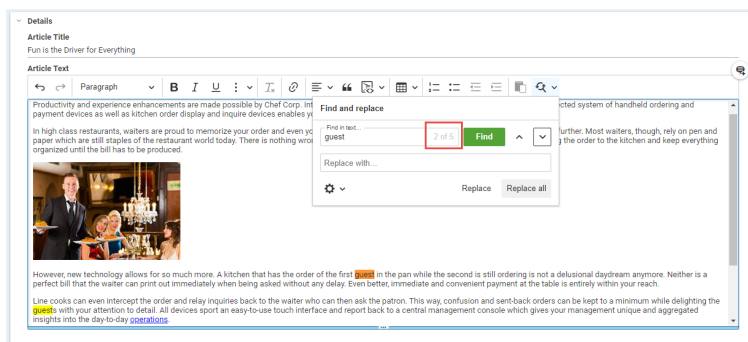 Details
Article Title
Fun is the Driver for Everything
Article Text
Paragraph
B I U
Productivity and experience enhancements are made possible by Chef Corp. Int
cted system of handheld ordering and
payment devices as well as kitchen order display and inquire devices enables y
In high class restaurants, waiters are proud to memorize your order and even yo
further. Most waiters, though, rely on pen and
paper which are still staples of the restaurant world today. There is nothing wron
g the order to the kitchen and keep everything
organized until the bill has to be produced.
Find and replace
Find in text...
guest
2 of 5
Find
Replace with...
Replace
Replace all
However, new technology allows for so much more. A kitchen that has the order of the first guest in the pan while the second is still ordering is not a delusional daydream anymore. Neither is a
perfect bill that the waiter can print out immediately when being asked without any delay. Even better, immediate and convenient payment at the table is entirely within your reach.
Line cooks can even intercept the order and relay inquiries back to the waiter who can then ask the patron. This way, confusion and sent-back orders can be kept to a minimum while delighting the
guests with your attention to detail. All devices sport an easy-to-use touch interface and report back to a central management console which gives your management unique and aggregated
insights into the day-to-day operations.